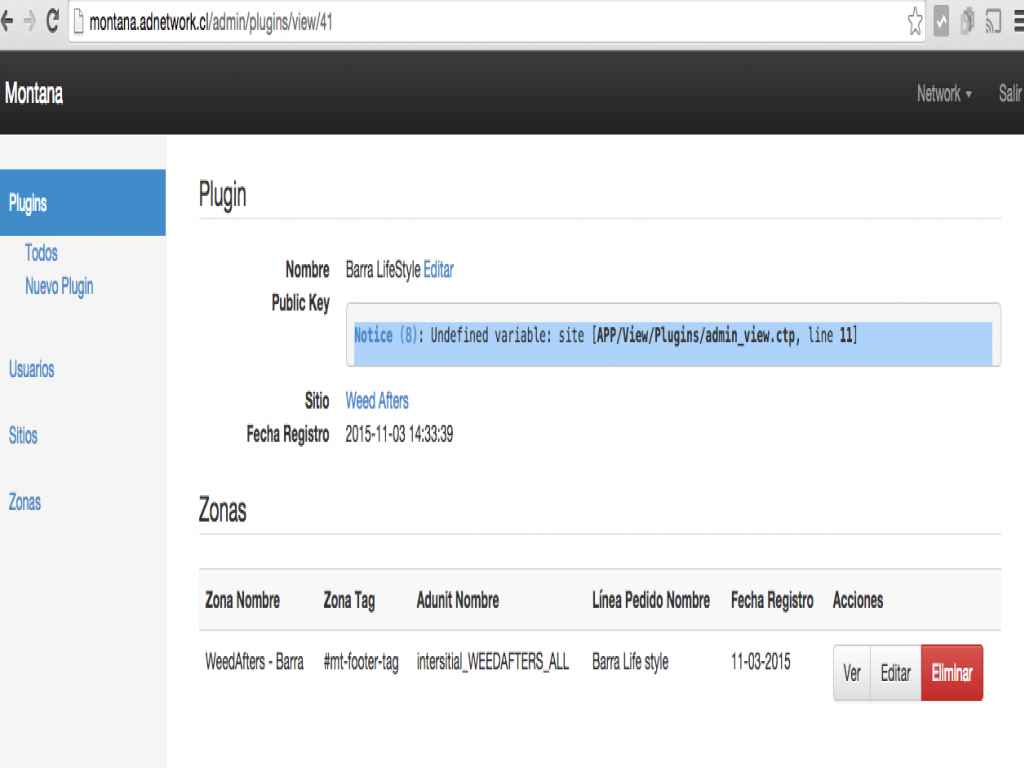 montana.adnetwork.cl/admin/plugins/view/41
Montana
Network
Salir
Plugins
Todos
Nuevo Plugin
Usuarios
Sitios
Zonas
Plugin
Nombre Barra LifeStyle Editar
Public Key
Notice (8): Undefined variable: site [APP/View/Plugins/admin_view.ctp, line 11]
Sitio Weed Afters
Fecha Registro 2015-11-03 14:33:39
Zonas
Zona Nombre Zona Tag Adunit Nombre Línea Pedido Nombre Fecha Registro Acciones
WeedAfters - Barra #mt-footer-tag intersitial_WEEDAFTERS_ALL Barra Life style 11-03-2015 Ver Editar Eliminar